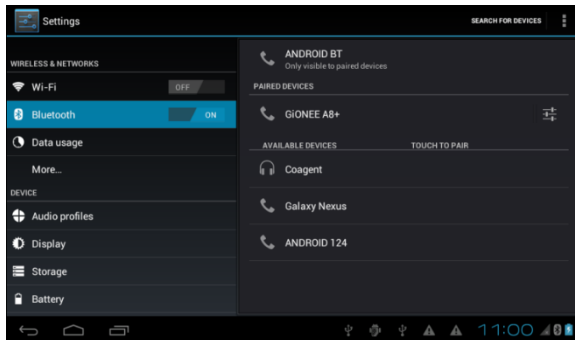 Settings
SEARCH FOR DEVICES
WIRELESS & NETWORKS
Wi-Fi
OFF
Bluetooth
ON
Data usage
More...
DEVICE
Audio profiles
Display
Storage
Battery
ANDROID BT
Only visible to paired devices
PAIRED DEVICES
GiONEE A8+
AVAILABLE DEVICES TOUCH TO PAIR
Coagent
Galaxy Nexus
ANDROID 124
11:00